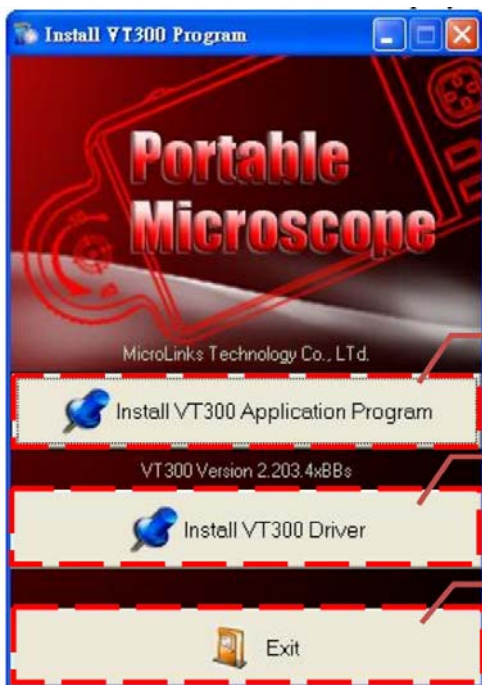 Install VT300 Program
Portable
Microscope
MicroLinks Technology Co., LTd.
Install VT300 Application Program
VT300 Version 2.203.4xBBs
Install VT300 Driver
Exit